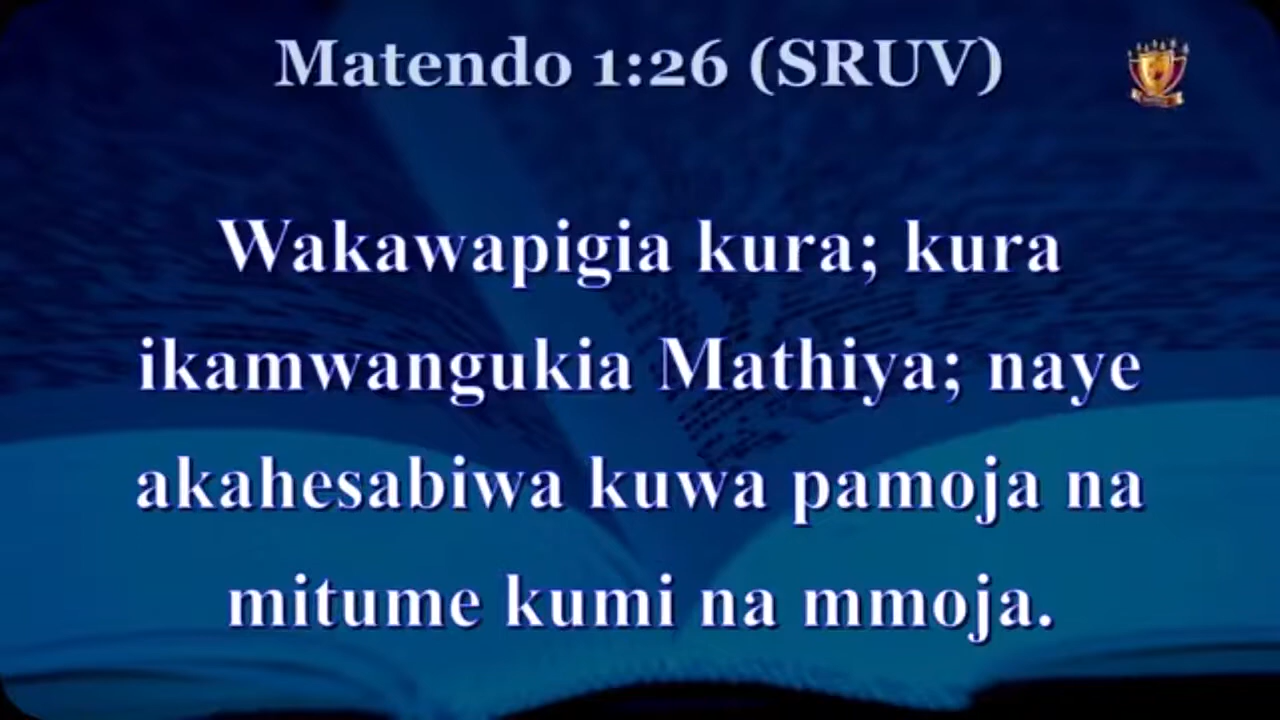 Matendo 1:26 (SRUV)
Wakawapigia kura; kura
ikamwangukia Mathiya; naye
akahesabiwa kuwa pamoja na
mitume kumi na mmoja.